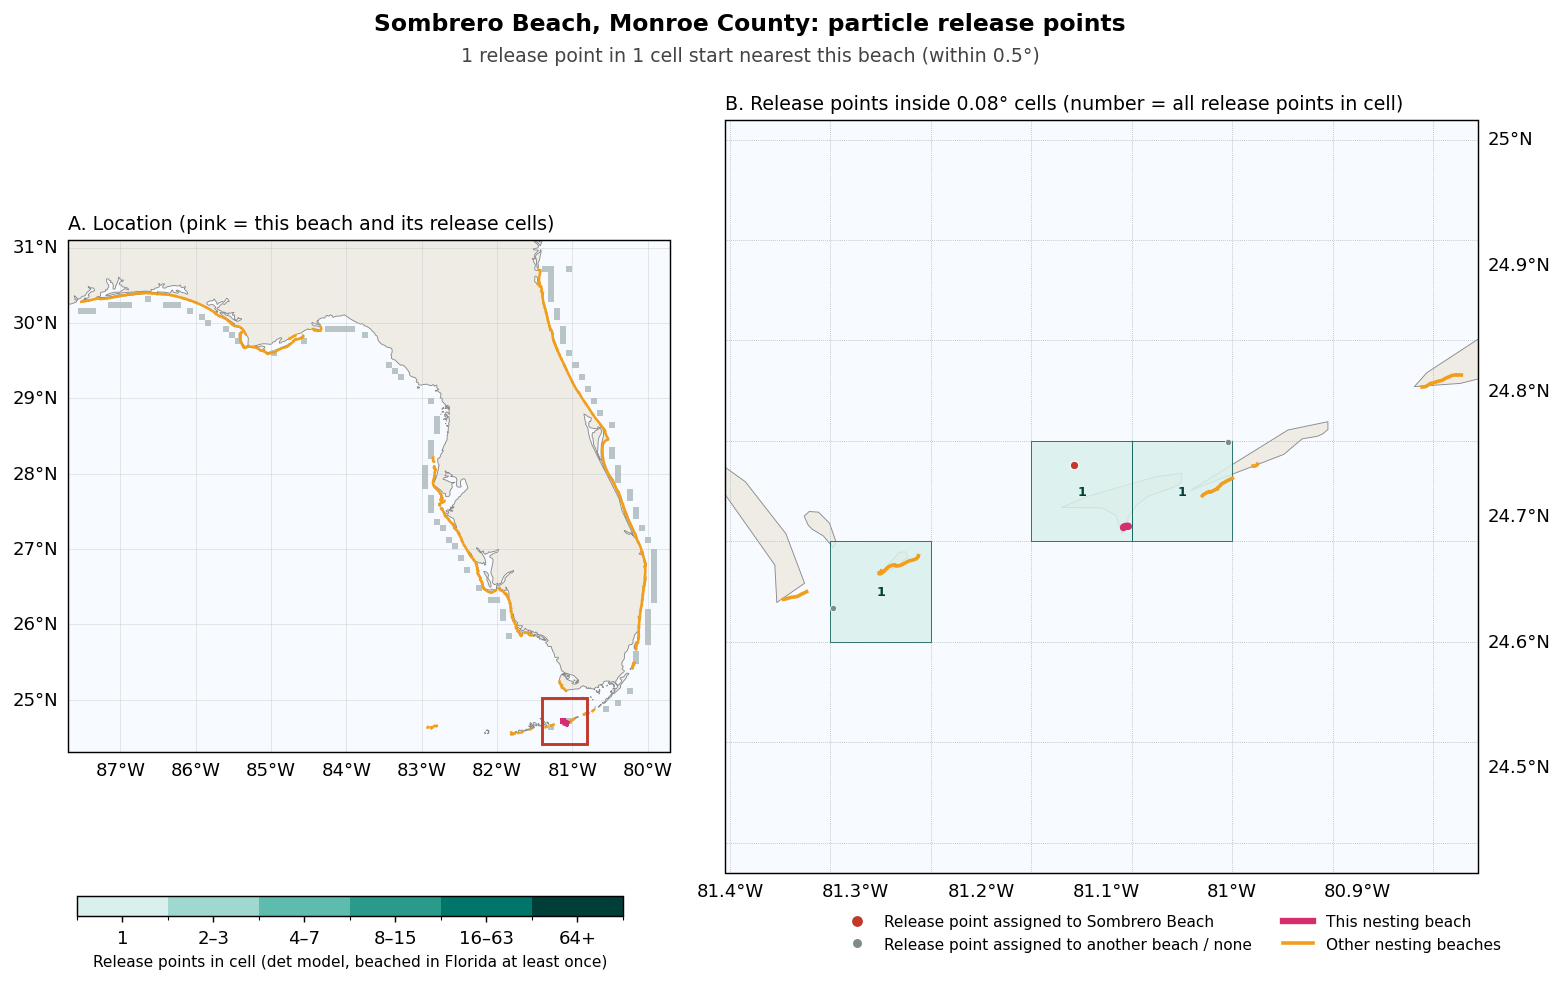 Sombrero Beach, Monroe County: particle release points
1 release point in 1 cell start nearest this beach (within 0.5°)
A. Location (pink = this beach and its release cells)
31°N
30°N
29°N
28°N
27°N
26°N
25°N
87°W 86°W 85°W 84°W 83°W 82°W 81°W 80°W
B. Release points inside 0.08° cells (number = all release points in cell)
25°N
24.9°N
24.8°N
24.7°N
24.6°N
24.5°N
1 1
1
81.4°W 81.3°W 81.2°W 81.1°W 81°W 80.9°W
1 2–3 4–7 8–15 16–63 64+
Release points in cell (det model, beached in Florida at least once)
Release point assigned to Sombrero Beach
Release point assigned to another beach / none
This nesting beach
Other nesting beaches